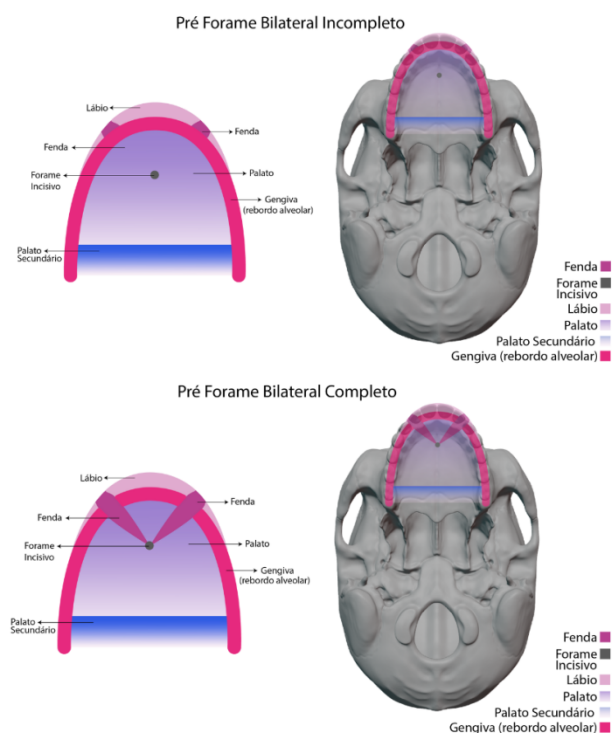 Pré Forame Bilateral Incompleto
Lábio
Fenda
Fenda
Forame
Incisivo
Palato
Gengiva
(rebordo alveolar)
Palato
Secundário
Fenda
Forame
Incisivo
Lábio
Palato
Palato Secundário
Gengiva (rebordo alveolar)
Pré Forame Bilateral Completo
Lábio
Fenda
Fenda
Forame
Incisivo
Palato
Gengiva
(rebordo alveolar)
Palato
Secundário
Fenda
Forame
Incisivo
Lábio
Palato
Palato Secundário
Gengiva (rebordo alveolar)